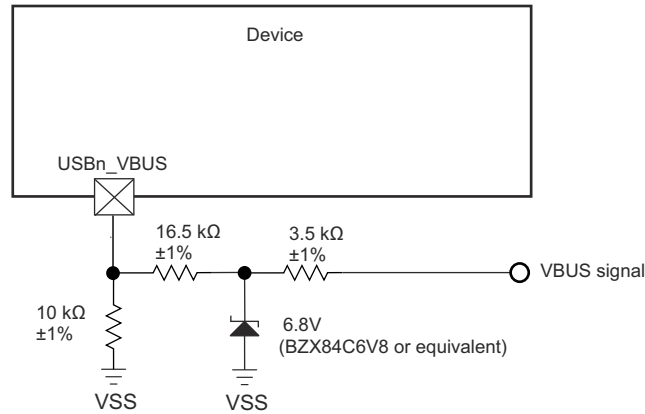 Device
USBn_VBUS
16.5 kΩ
±1%
3.5 kΩ
±1%
VBUS signal
10 kΩ
±1%
6.8V
(BZX84C6V8 or equivalent)
VSS
VSS